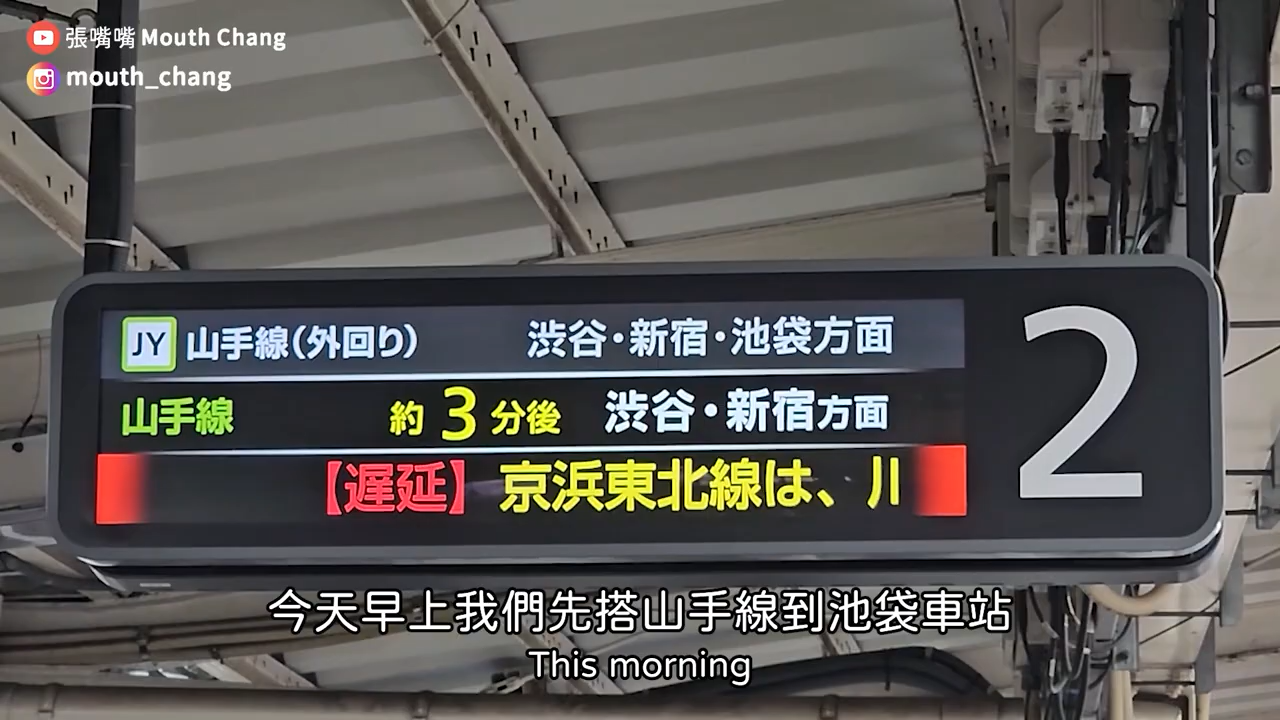 張嘴嘴 Mouth Chang
mouth_chang
JY 山手線(外回り) 渋谷・新宿・池袋方面
山手線 約3分後 渋谷・新宿方面
【遅延】京浜東北線は、川
2
今天早上我們先搭山手線到池袋車站
This morning